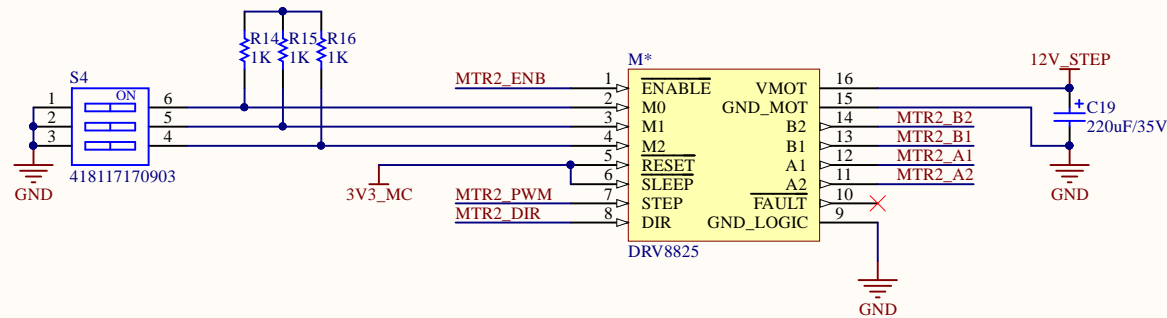 R14 R15 R16
1K 1K 1K
S4
ON
1 6
2 5
3 4
418117170903
GND
3V3_MC
MTR2_ENB
MTR2_PWM
MTR2_DIR
M*
1 ENABLE VMOT 16
2 M0 GND_MOT 15
3 M1 B2 14
4 M2 B1 13
5 RESET A1 12
6 SLEEP A2 11
7 STEP FAULT 10
8 DIR GND_LOGIC 9
DRV8825
MTR2_B2
MTR2_B1
MTR2_A1
MTR2_A2
GND
12V_STEP
+
C19
220uF/35V
GND